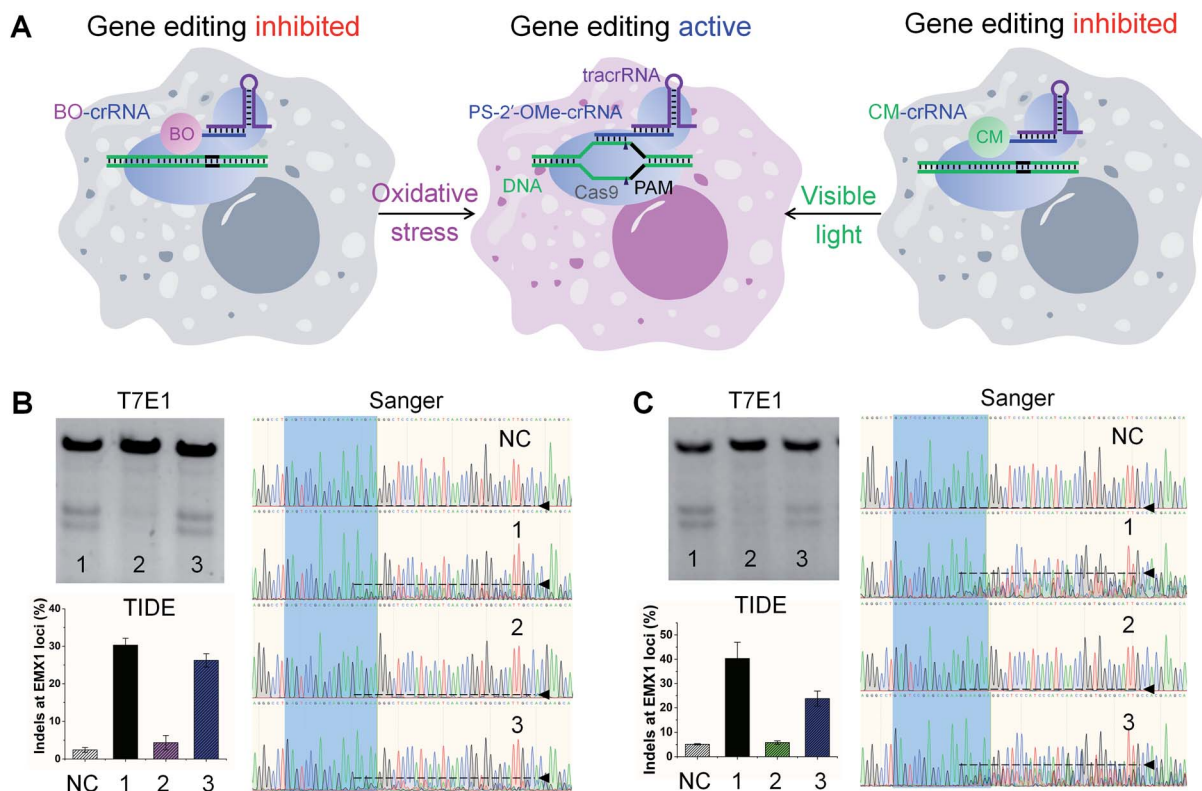 A
Gene editing inhibited
Gene editing active
Gene editing inhibited
BO-crRNA
BO
tracrRNA
PS-2'-OMe-crRNA
DNA
Cas9
PAM
CM-crRNA
CM
Oxidative
stress
Visible
light
B
T7E1
1 2 3
TIDE
Indels at EMX1 loci (%)
40
30
20
10
0
NC 1 2 3
Sanger
NC
1
2
3
C
T7E1
1 2 3
TIDE
Indels at EMX1 loci (%)
50
40
30
20
10
0
NC 1 2 3
Sanger
NC
1
2
3